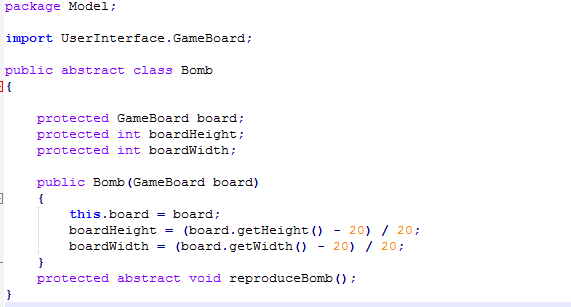 package Model;
import UserInterface.GameBoard;
public abstract class Bomb
{
protected GameBoard board;
protected int boardHeight;
protected int boardWidth;
public Bomb(GameBoard board)
{
this.board = board;
boardHeight = (board.getHeight() - 20) / 20;
boardWidth = (board.getWidth() - 20) / 20;
}
protected abstract void reproduceBomb();
}